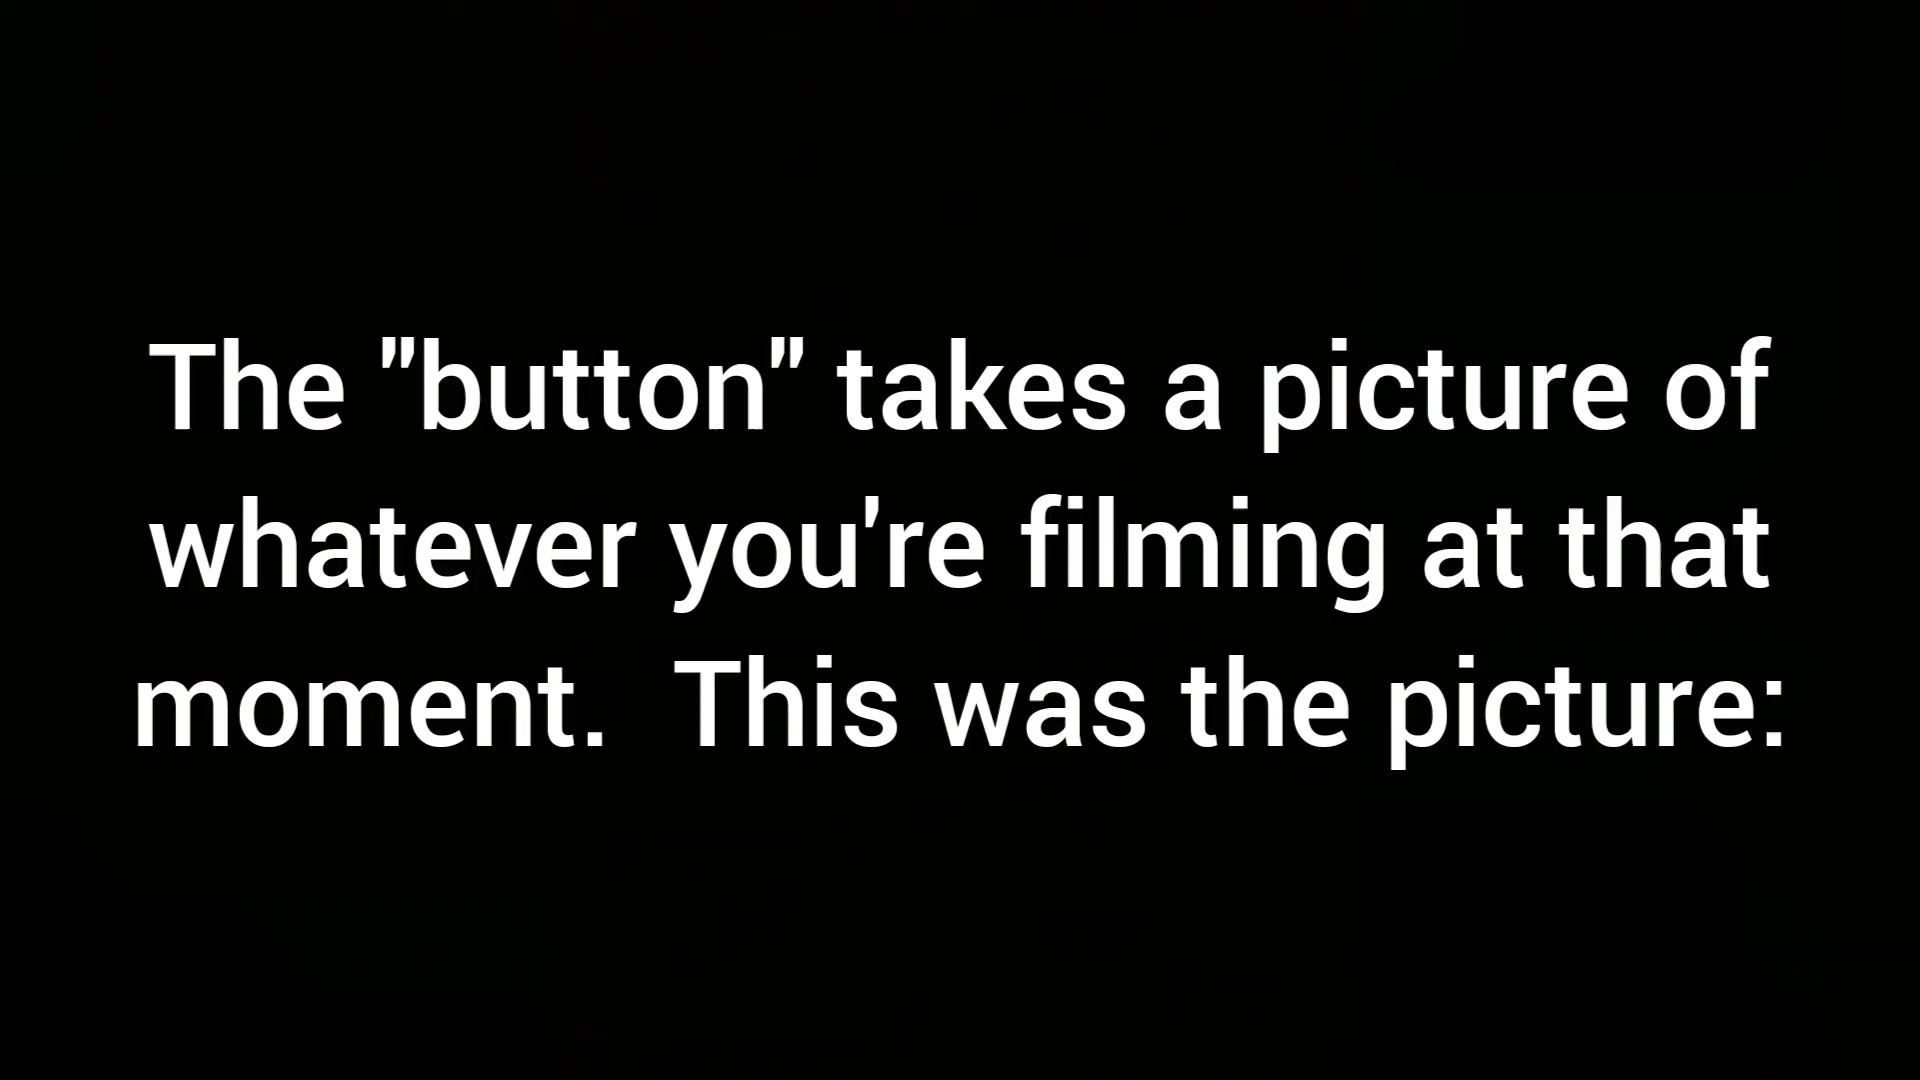 The "button" takes a picture of
whatever you're filming at that
moment.  This was the picture: